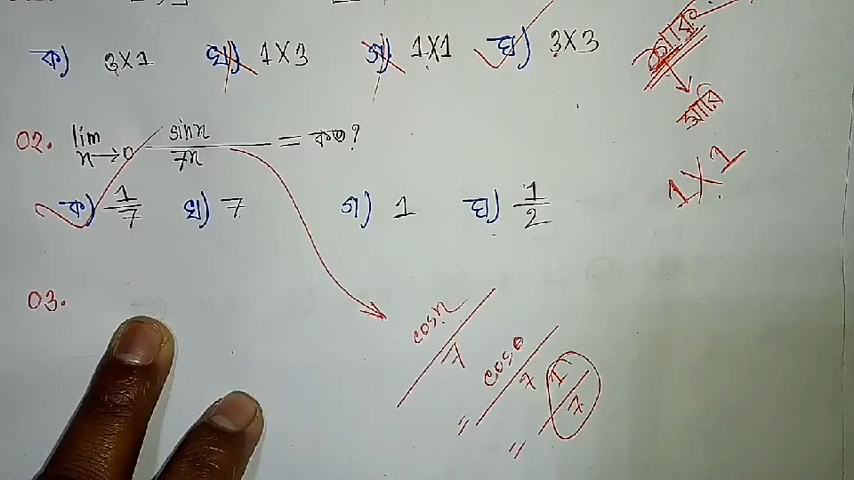 ক) 3×1 খ) 1×3 গ) 1×1 ঘ) 3×3
সারি
1×1
02. lim x→0 sinx/7x = কত?
ক) 1/7 খ) 7 গ) 1 ঘ) 1/2
03.
cosx/7
= cos0/7
= 1/7